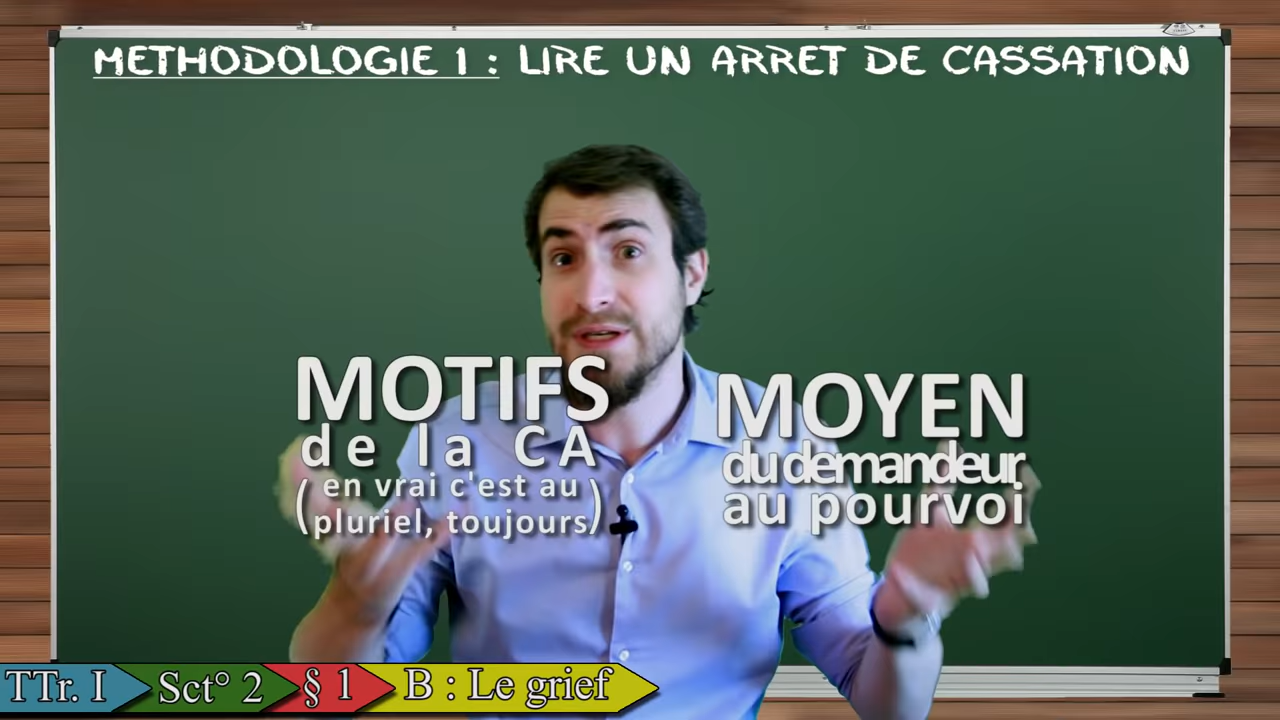 METHODOLOGIE 1 : LIRE UN ARRET DE CASSATION
MOTIFS
de la CA
(en vrai c'est au
pluriel, toujours)
MOYEN
du demandeur
au pourvoi
TTr. I Sct° 2 § 1 B : Le grief